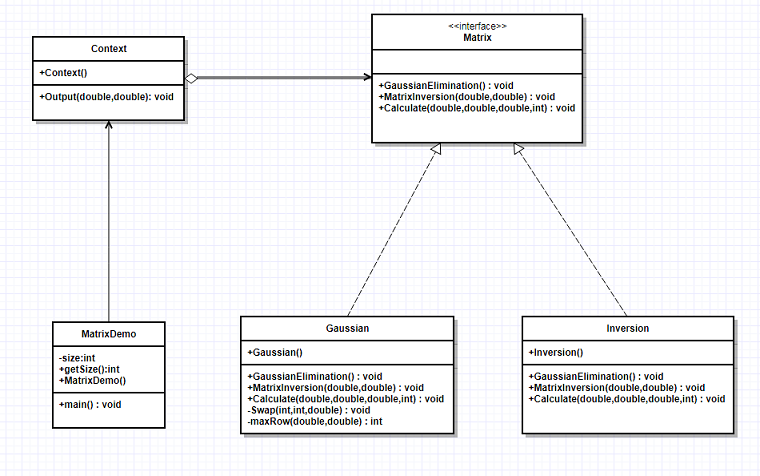 Context
+Context()
+Output(double,double): void
<<interface>>
Matrix
+GaussianElimination() : void
+MatrixInversion(double,double) : void
+Calculate(double,double,double,int) : void
MatrixDemo
-size:int
+getSize():int
+MatrixDemo()
+main() : void
Gaussian
+Gaussian()
+GaussianElimination() : void
+MatrixInversion(double,double) : void
+Calculate(double,double,double,int) : void
-Swap(int,int,double) : void
-maxRow(double,double) : int
Inversion
+Inversion()
+GaussianElimination() : void
+MatrixInversion(double,double) : void
+Calculate(double,double,double,int) : void